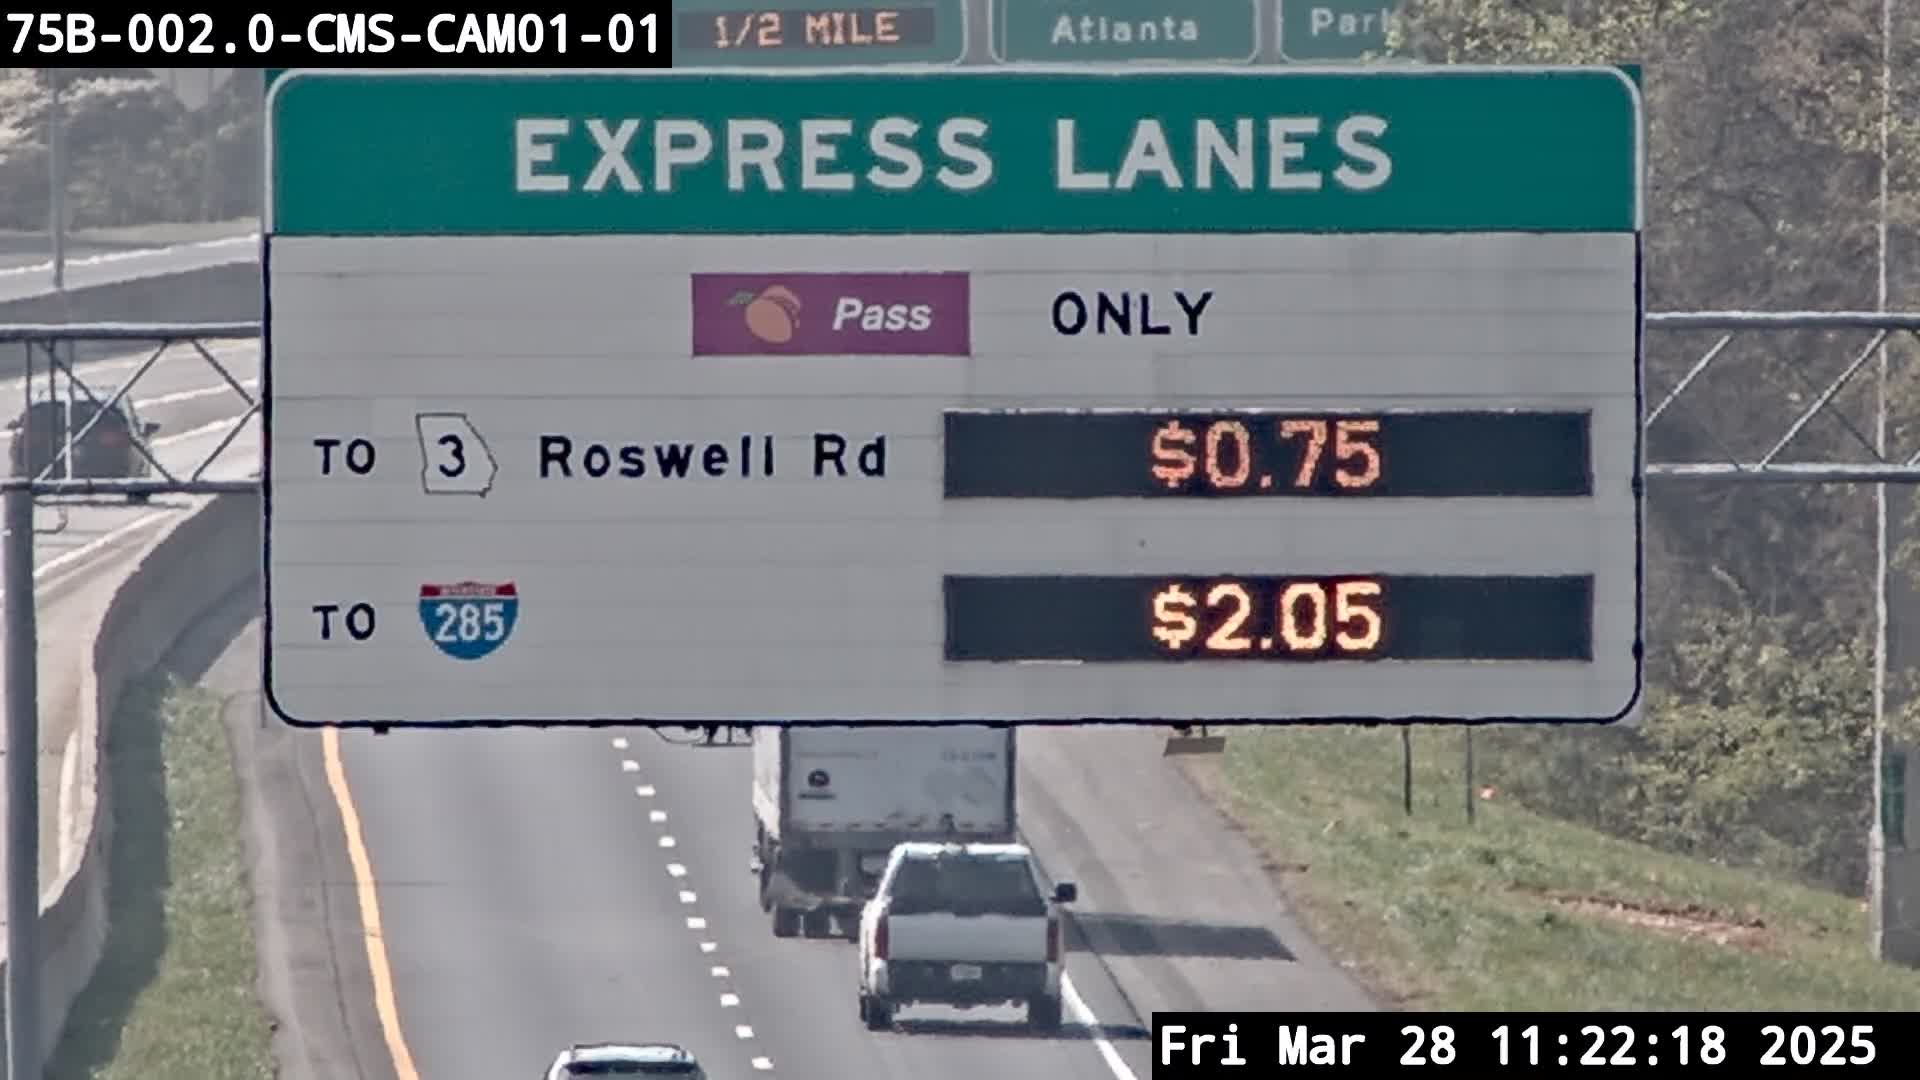 75B-002.0-CMS-CAM01-01
1/2 MILE
Atlanta
Park
EXPRESS LANES
Pass ONLY
TO 3 Roswell Rd $0.75
TO 285 $2.05
Fri Mar 28 11:22:18 2025